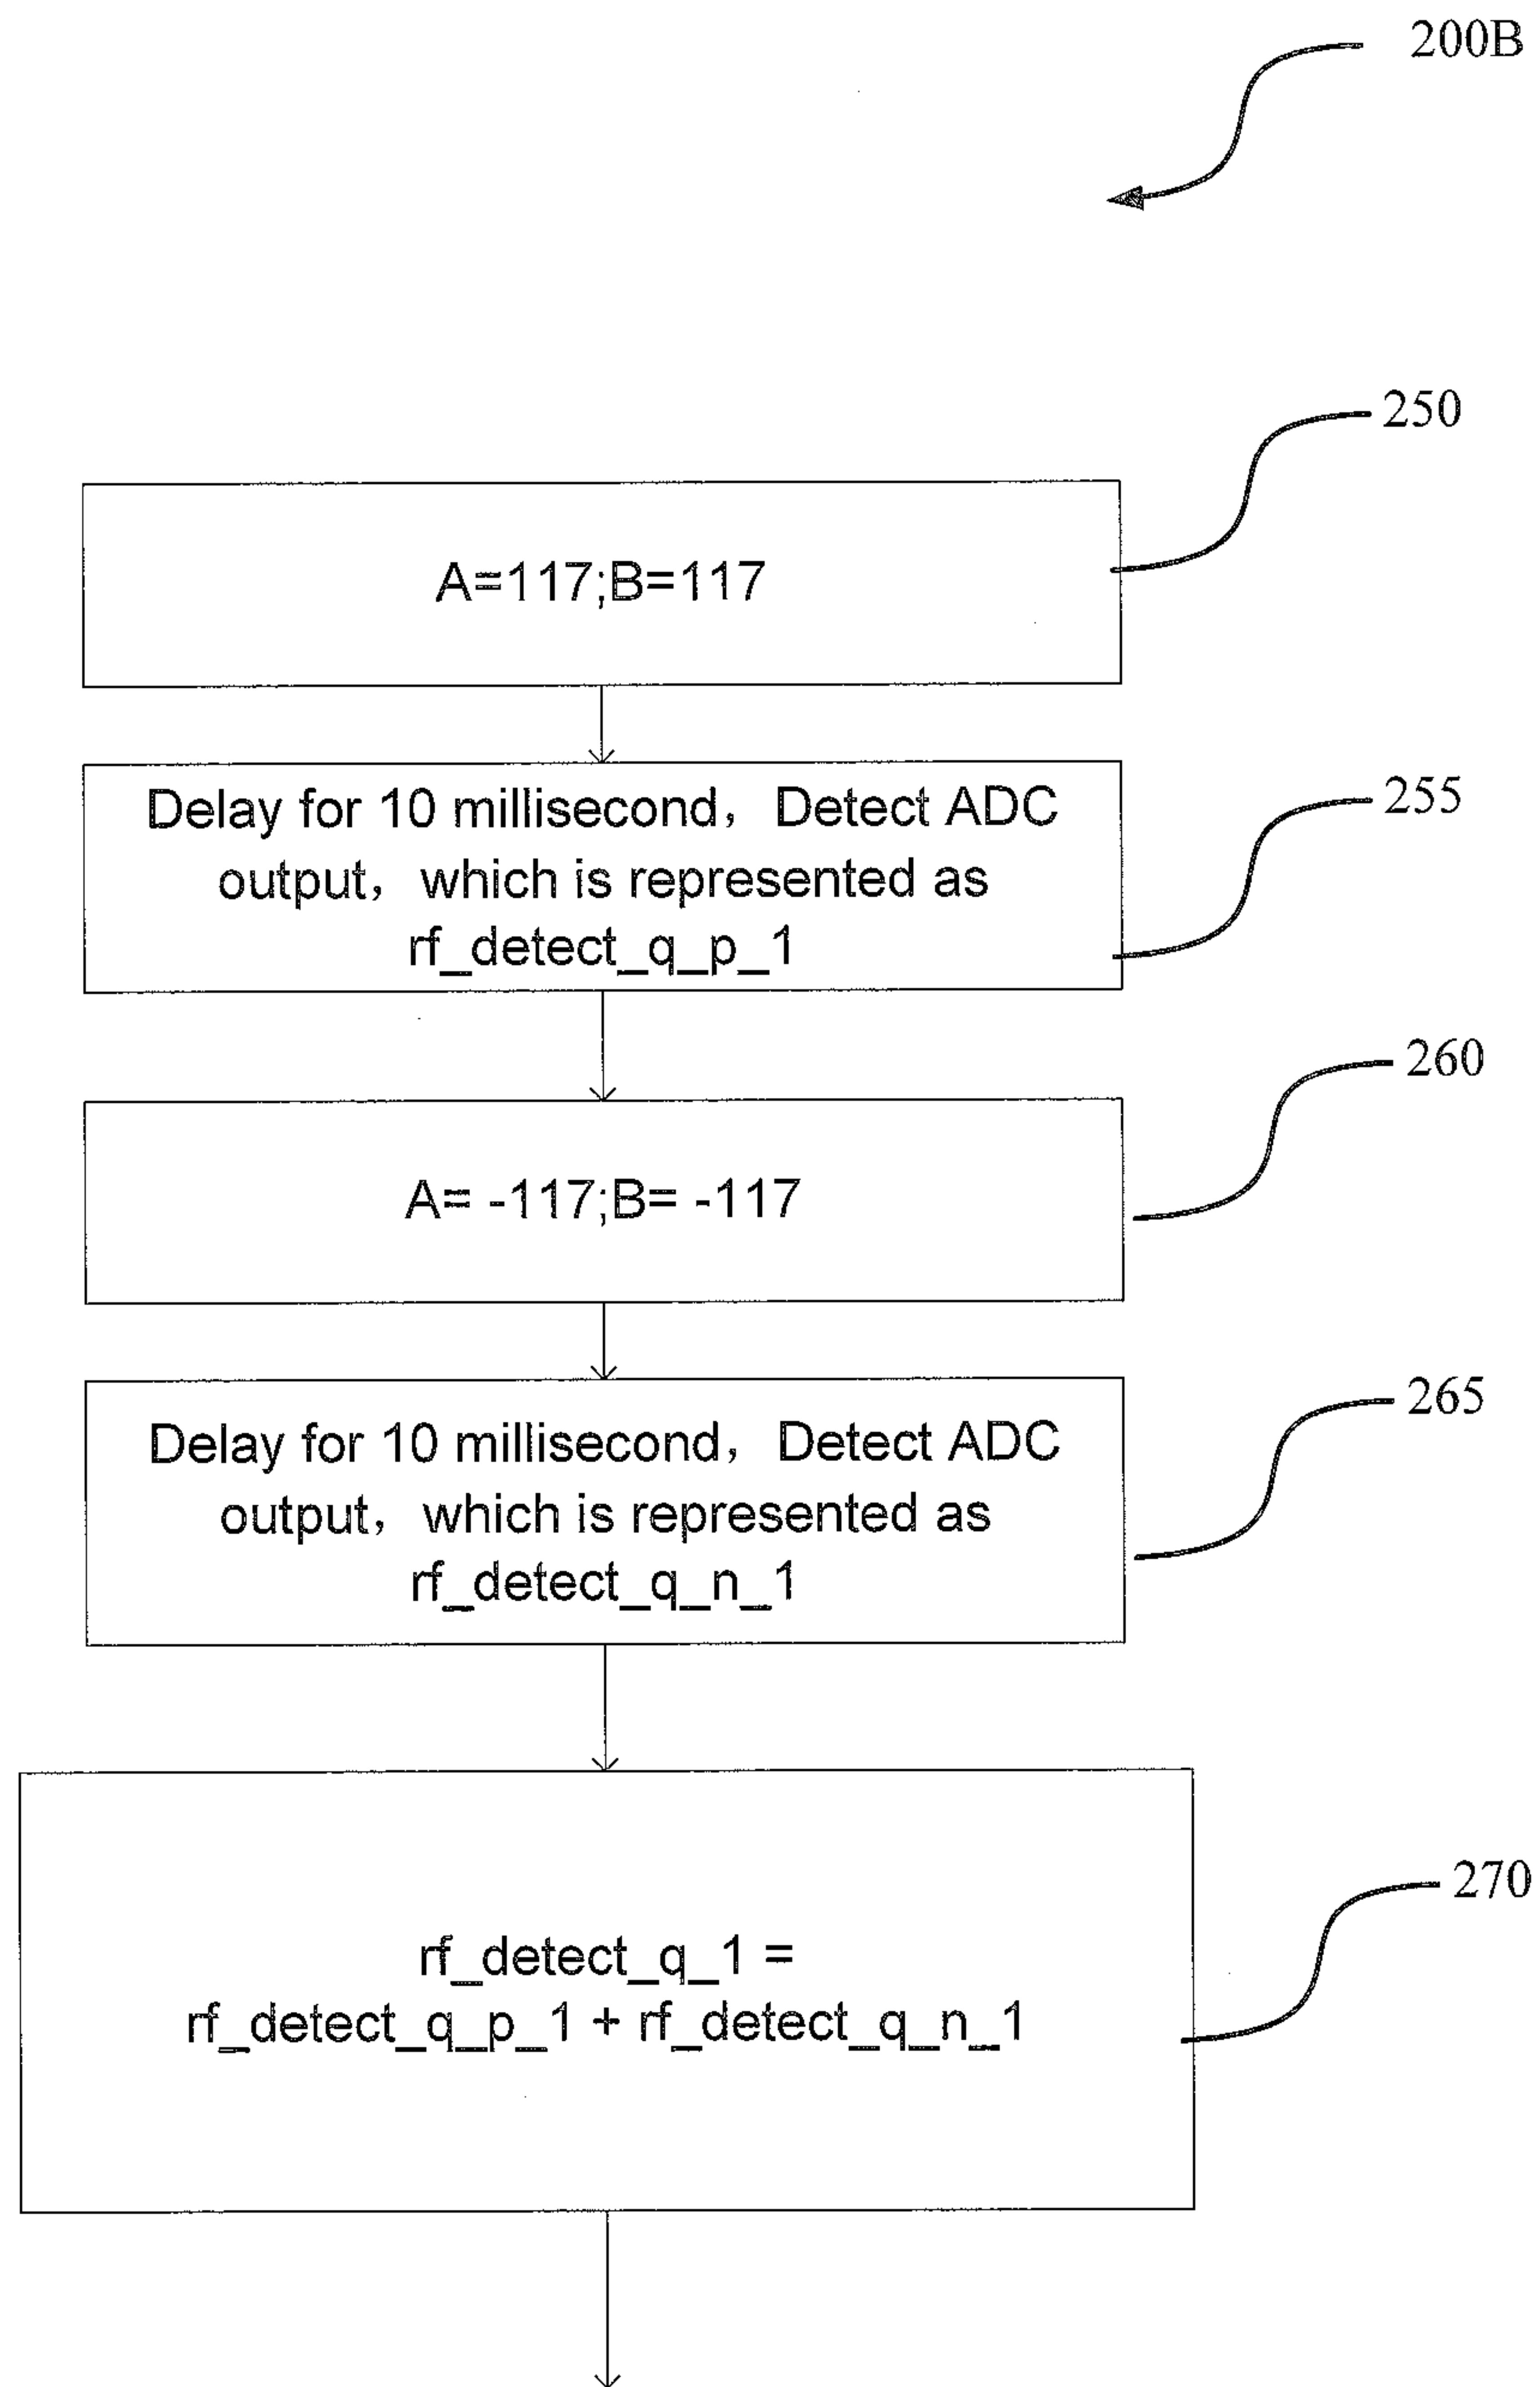 200B
250
A=117;B=117
255
Delay for 10 millisecond, Detect ADC
output, which is represented as
rf_detect_q_p_1
260
A= -117;B= -117
265
Delay for 10 millisecond, Detect ADC
output, which is represented as
rf_detect_q_n_1
270
rf_detect_q_1 =
rf_detect_q_p_1 + rf_detect_q_n_1